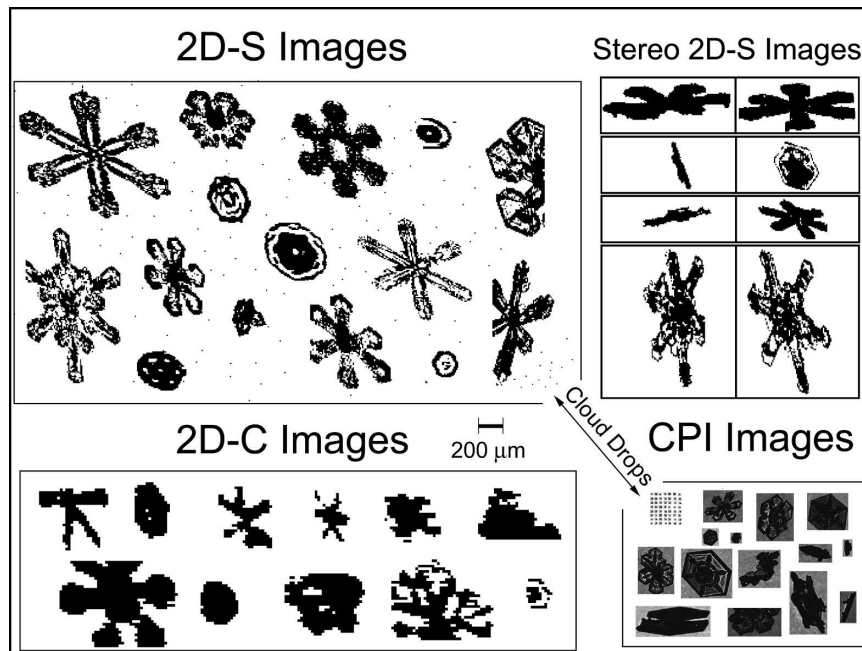 2D-S Images
Stereo 2D-S Images
2D-C Images
200 μm
Cloud Drops
CPI Images